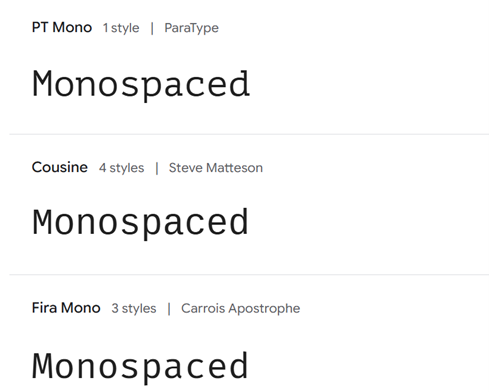 PT Mono 1 style | ParaType
Monospaced
Cousine 4 styles | Steve Matteson
Monospaced
Fira Mono 3 styles | Carrois Apostrophe
Monospaced